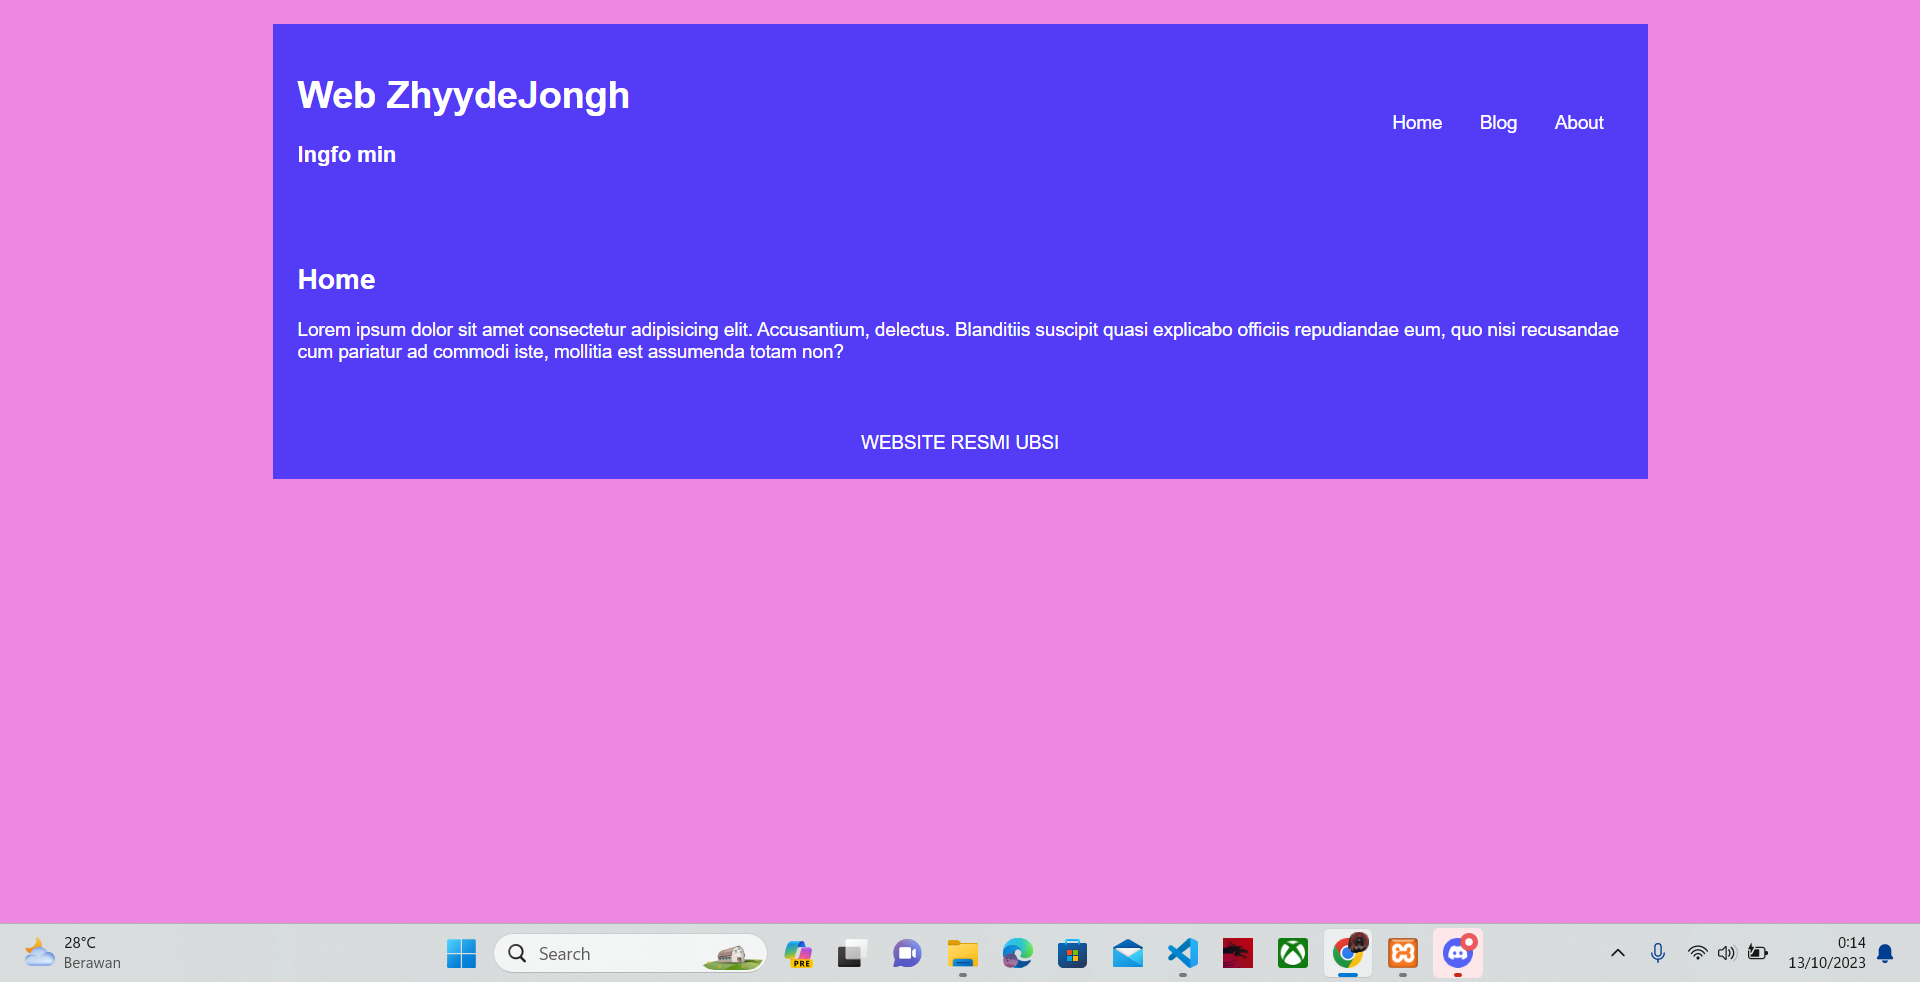 Web ZhyydeJongh
Home Blog About
Ingfo min
Home
Lorem ipsum dolor sit amet consectetur adipisicing elit. Accusantium, delectus. Blanditiis suscipit quasi explicabo officiis repudiandae eum, quo nisi recusandae
cum pariatur ad commodi iste, mollitia est assumenda totam non?
WEBSITE RESMI UBSI
28°C
Berawan
Search
PRE
0:14
13/10/2023